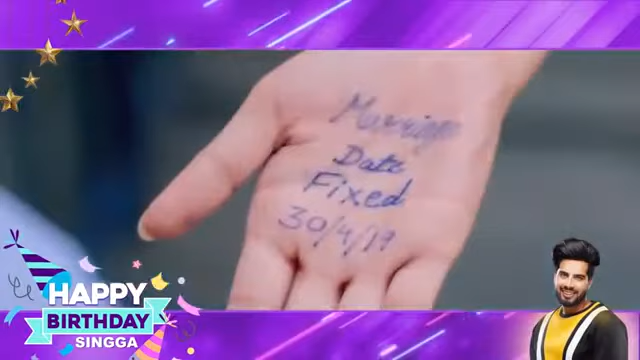 Marriage
Date
Fixed
30/4/19
HAPPY
BIRTHDAY
SINGGA